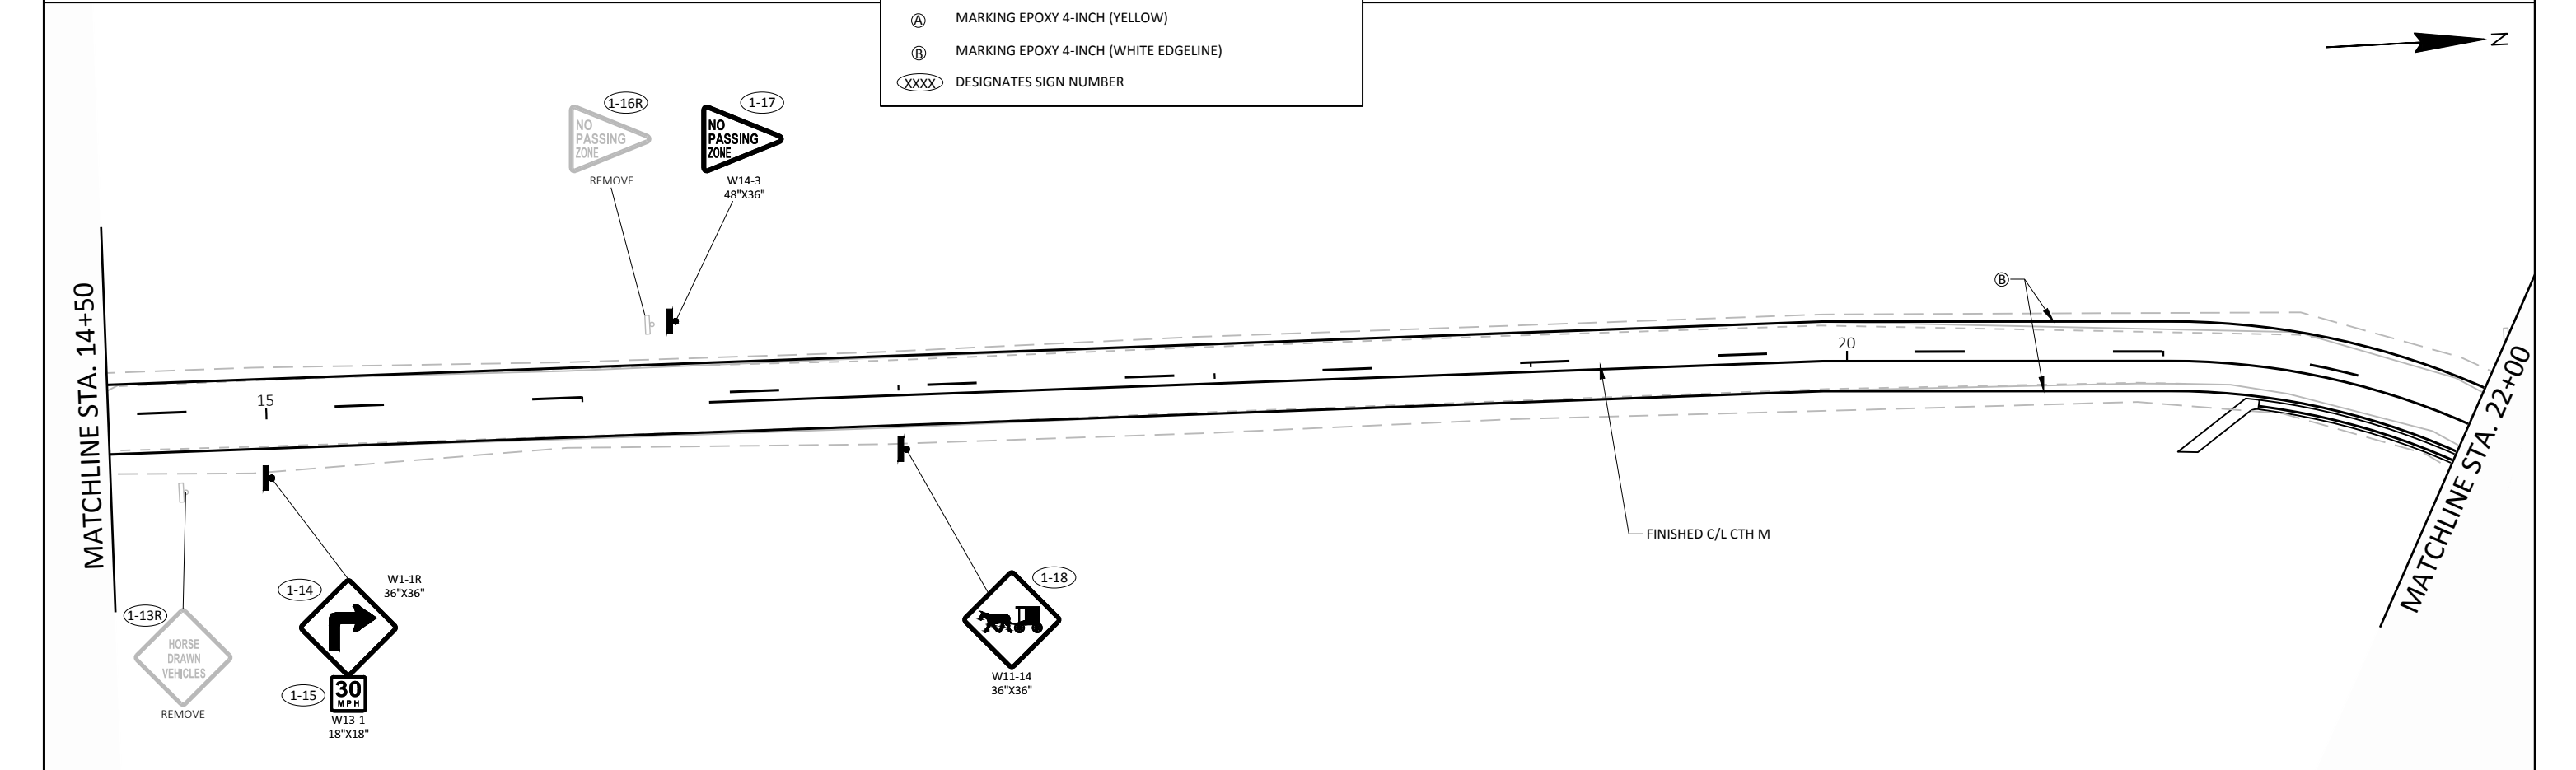 Ⓐ MARKING EPOXY 4-INCH (YELLOW)
Ⓑ MARKING EPOXY 4-INCH (WHITE EDGELINE)
XXXX DESIGNATES SIGN NUMBER
N
1-16R
NO
PASSING
ZONE
REMOVE
1-17
NO
PASSING
ZONE
W14-3
48"X36"
MATCHLINE STA. 14+50
15
20
B
MATCHLINE STA. 22+00
FINISHED C/L CTH M
1-13R
HORSE
DRAWN
VEHICLES
REMOVE
1-14
W1-1R
36"X36"
1-15
30
MPH
W13-1
18"X18"
1-18
W11-14
36"X36"